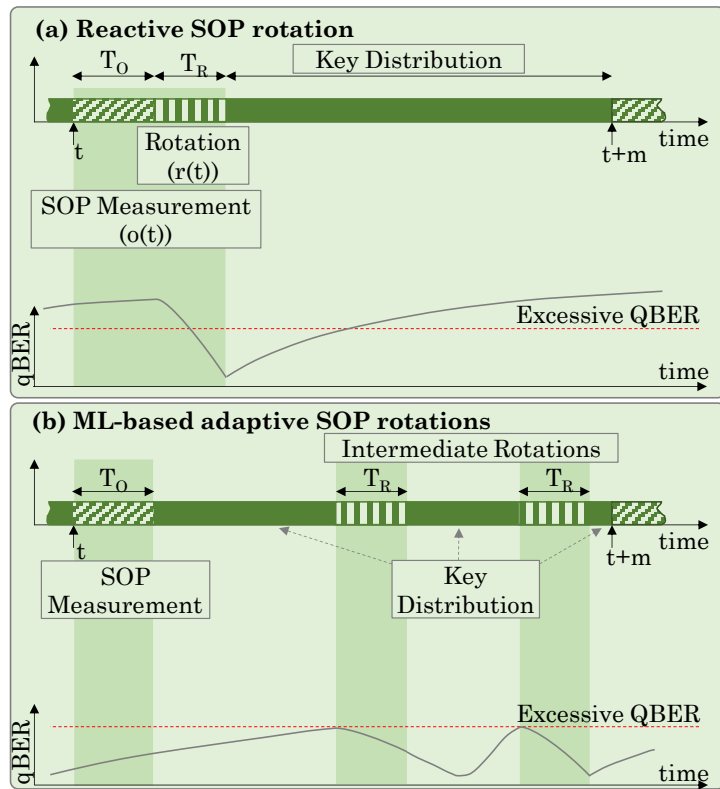 (a) Reactive SOP rotation
T_O T_R Key Distribution
time
t
t+m
Rotation
(r(t))
SOP Measurement
(o(t))
qBER
Excessive QBER
time
(b) ML-based adaptive SOP rotations
Intermediate Rotations
T_O T_R T_R
time
t
t+m
SOP
Measurement
Key
Distribution
qBER
Excessive QBER
time